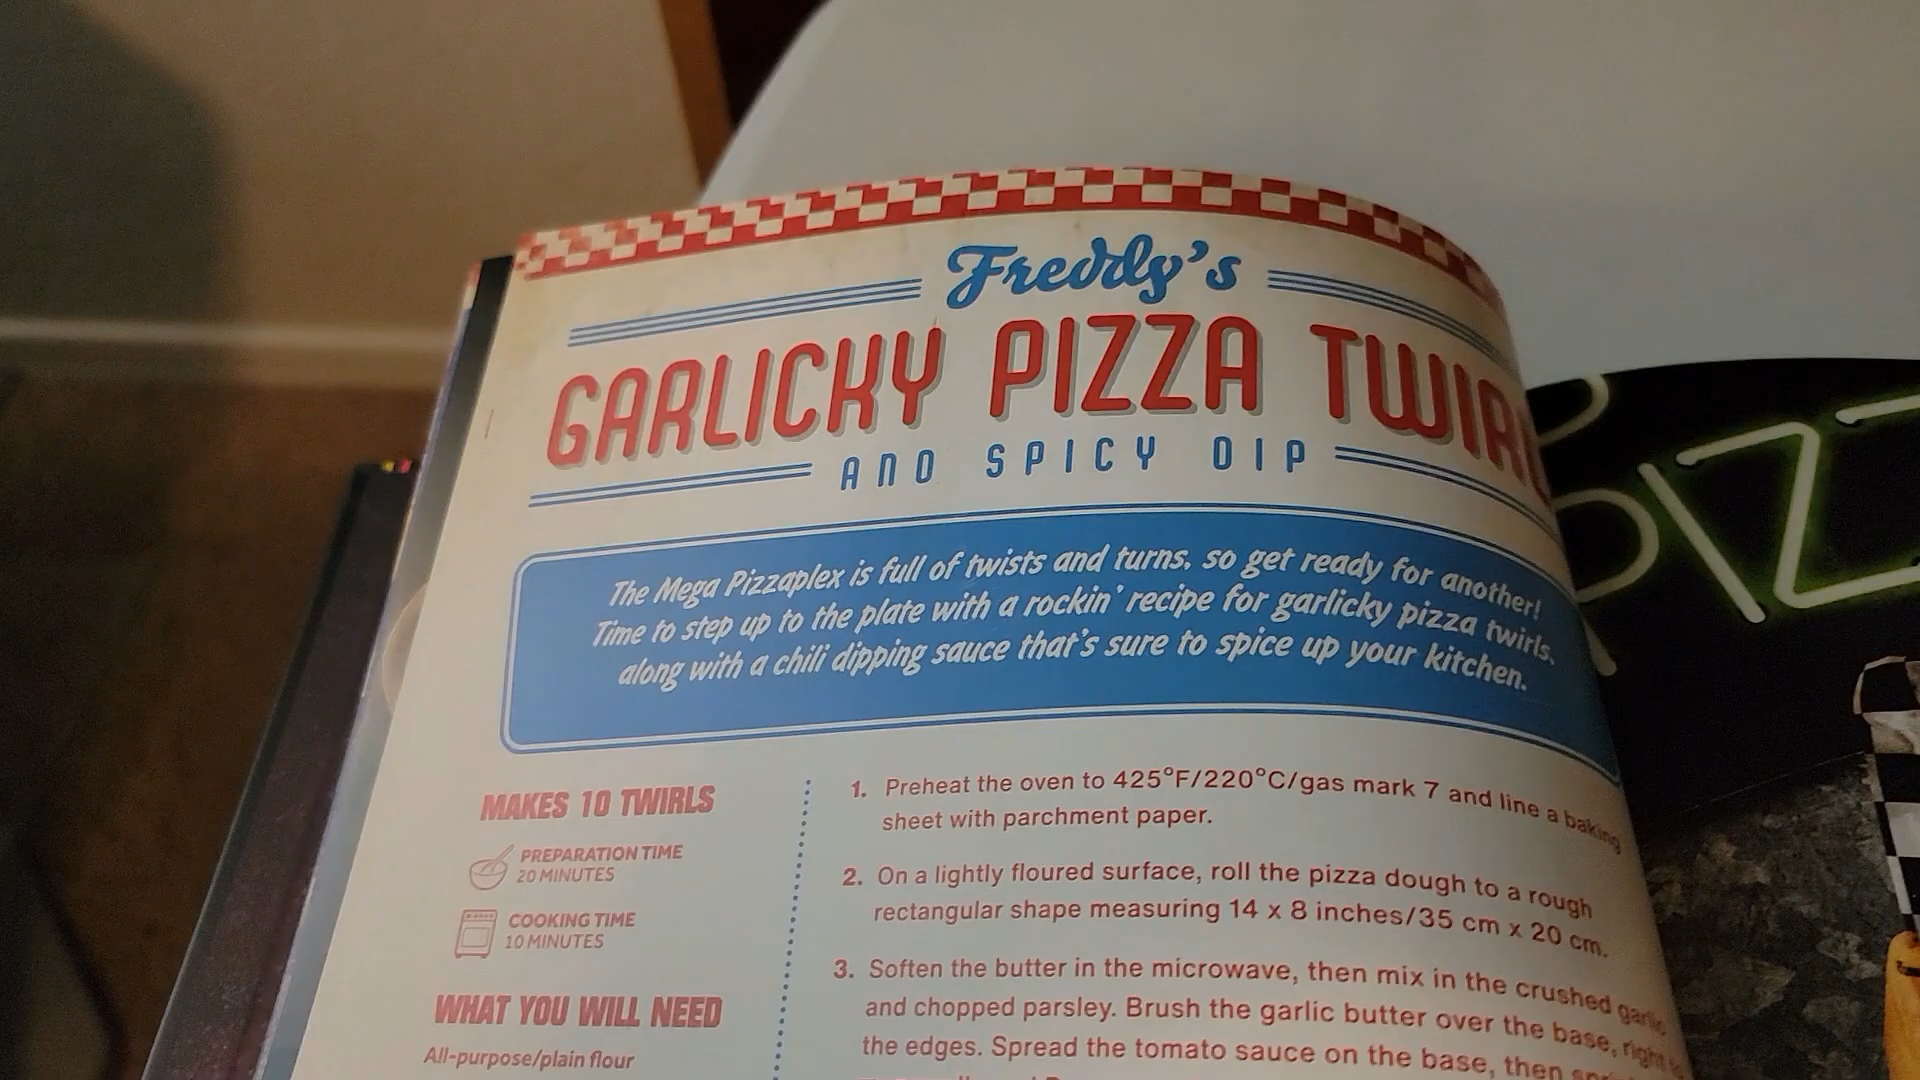 Freddy's
GARLICKY PIZZA
AND SPICY DIP
The Mega Pizzaplex is full of twists and turns, so get ready for another!
Time to step up to the plate with a rockin' recipe for garlicky pizza twirls,
along with a chili dipping sauce that's sure to spice up your kitchen.
MAKES 10 TWIRLS
PREPARATION TIME
20 MINUTES
COOKING TIME
10 MINUTES
WHAT YOU WILL NEED
All-purpose/plain flour
1. Preheat the oven to 425°F/220°C/gas mark 7 and line a baking
sheet with parchment paper.
2. On a lightly floured surface, roll the pizza dough to a rough
rectangular shape measuring 14 x 8 inches/35 cm x 20 cm.
3. Soften the butter in the microwave, then mix in the crushed garlic
and chopped parsley. Brush the garlic butter over the base, right to
the edges. Spread the tomato sauce on the base, then